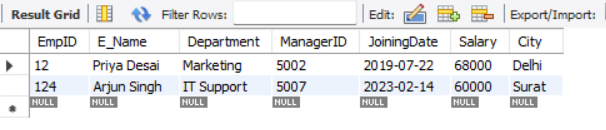 Result Grid Filter Rows: Edit: Export/Import:
EmpID E_Name Department ManagerID JoiningDate Salary City
12 Priya Desai Marketing 5002 2019-07-22 68000 Delhi
124 Arjun Singh IT Support 5007 2023-02-14 60000 Surat
NULL NULL NULL NULL NULL NULL NULL